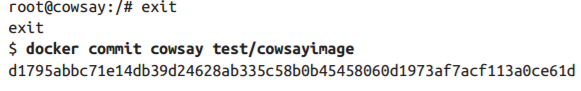 root@cowsay:/# exit
exit
$ docker commit cowsay test/cowsayimage
d1795abbc71e14db39d24628ab335c58b0b45458060d1973af7acf113a0ce61d